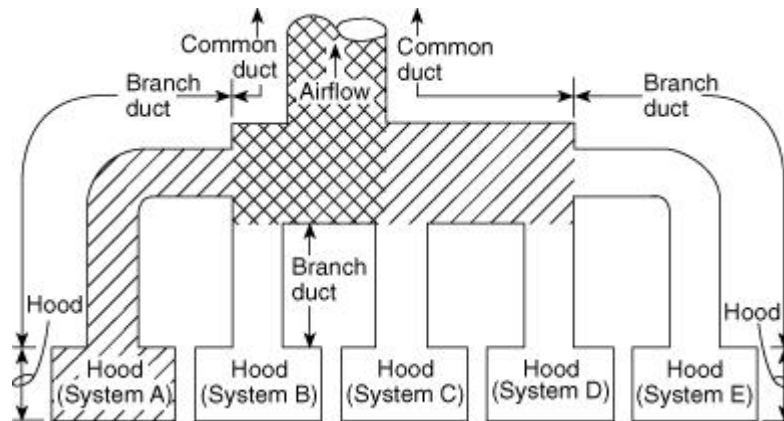 Common
duct
Common
duct
Branch
duct
Airflow
Branch
duct
Branch
duct
Hood
Hood
Hood
(System A)
Hood
(System B)
Hood
(System C)
Hood
(System D)
Hood
(System E)